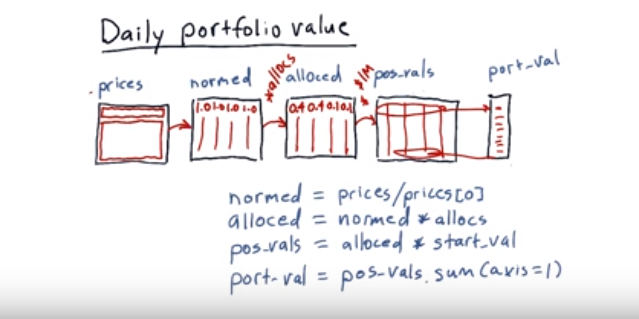 Daily portfolio value
prices normed *allocs alloced * $1M pos-vals port-val
1.0 1.0 1.0 1.0 0.4 0.4 0.1 0.1
normed = prices/prices[0]
alloced = normed * allocs
pos-vals = alloced * start-val
port-val = pos-vals.sum(axis=1)